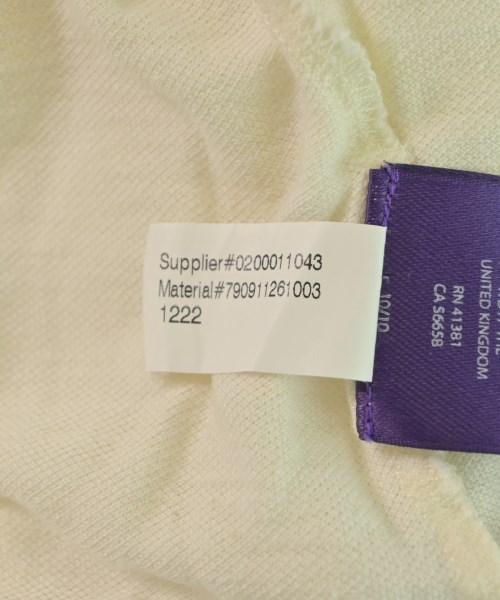 Supplier#0200011043
Material#790911261003
1222
UNITED KINGDOM
RN 41381
CA 56658